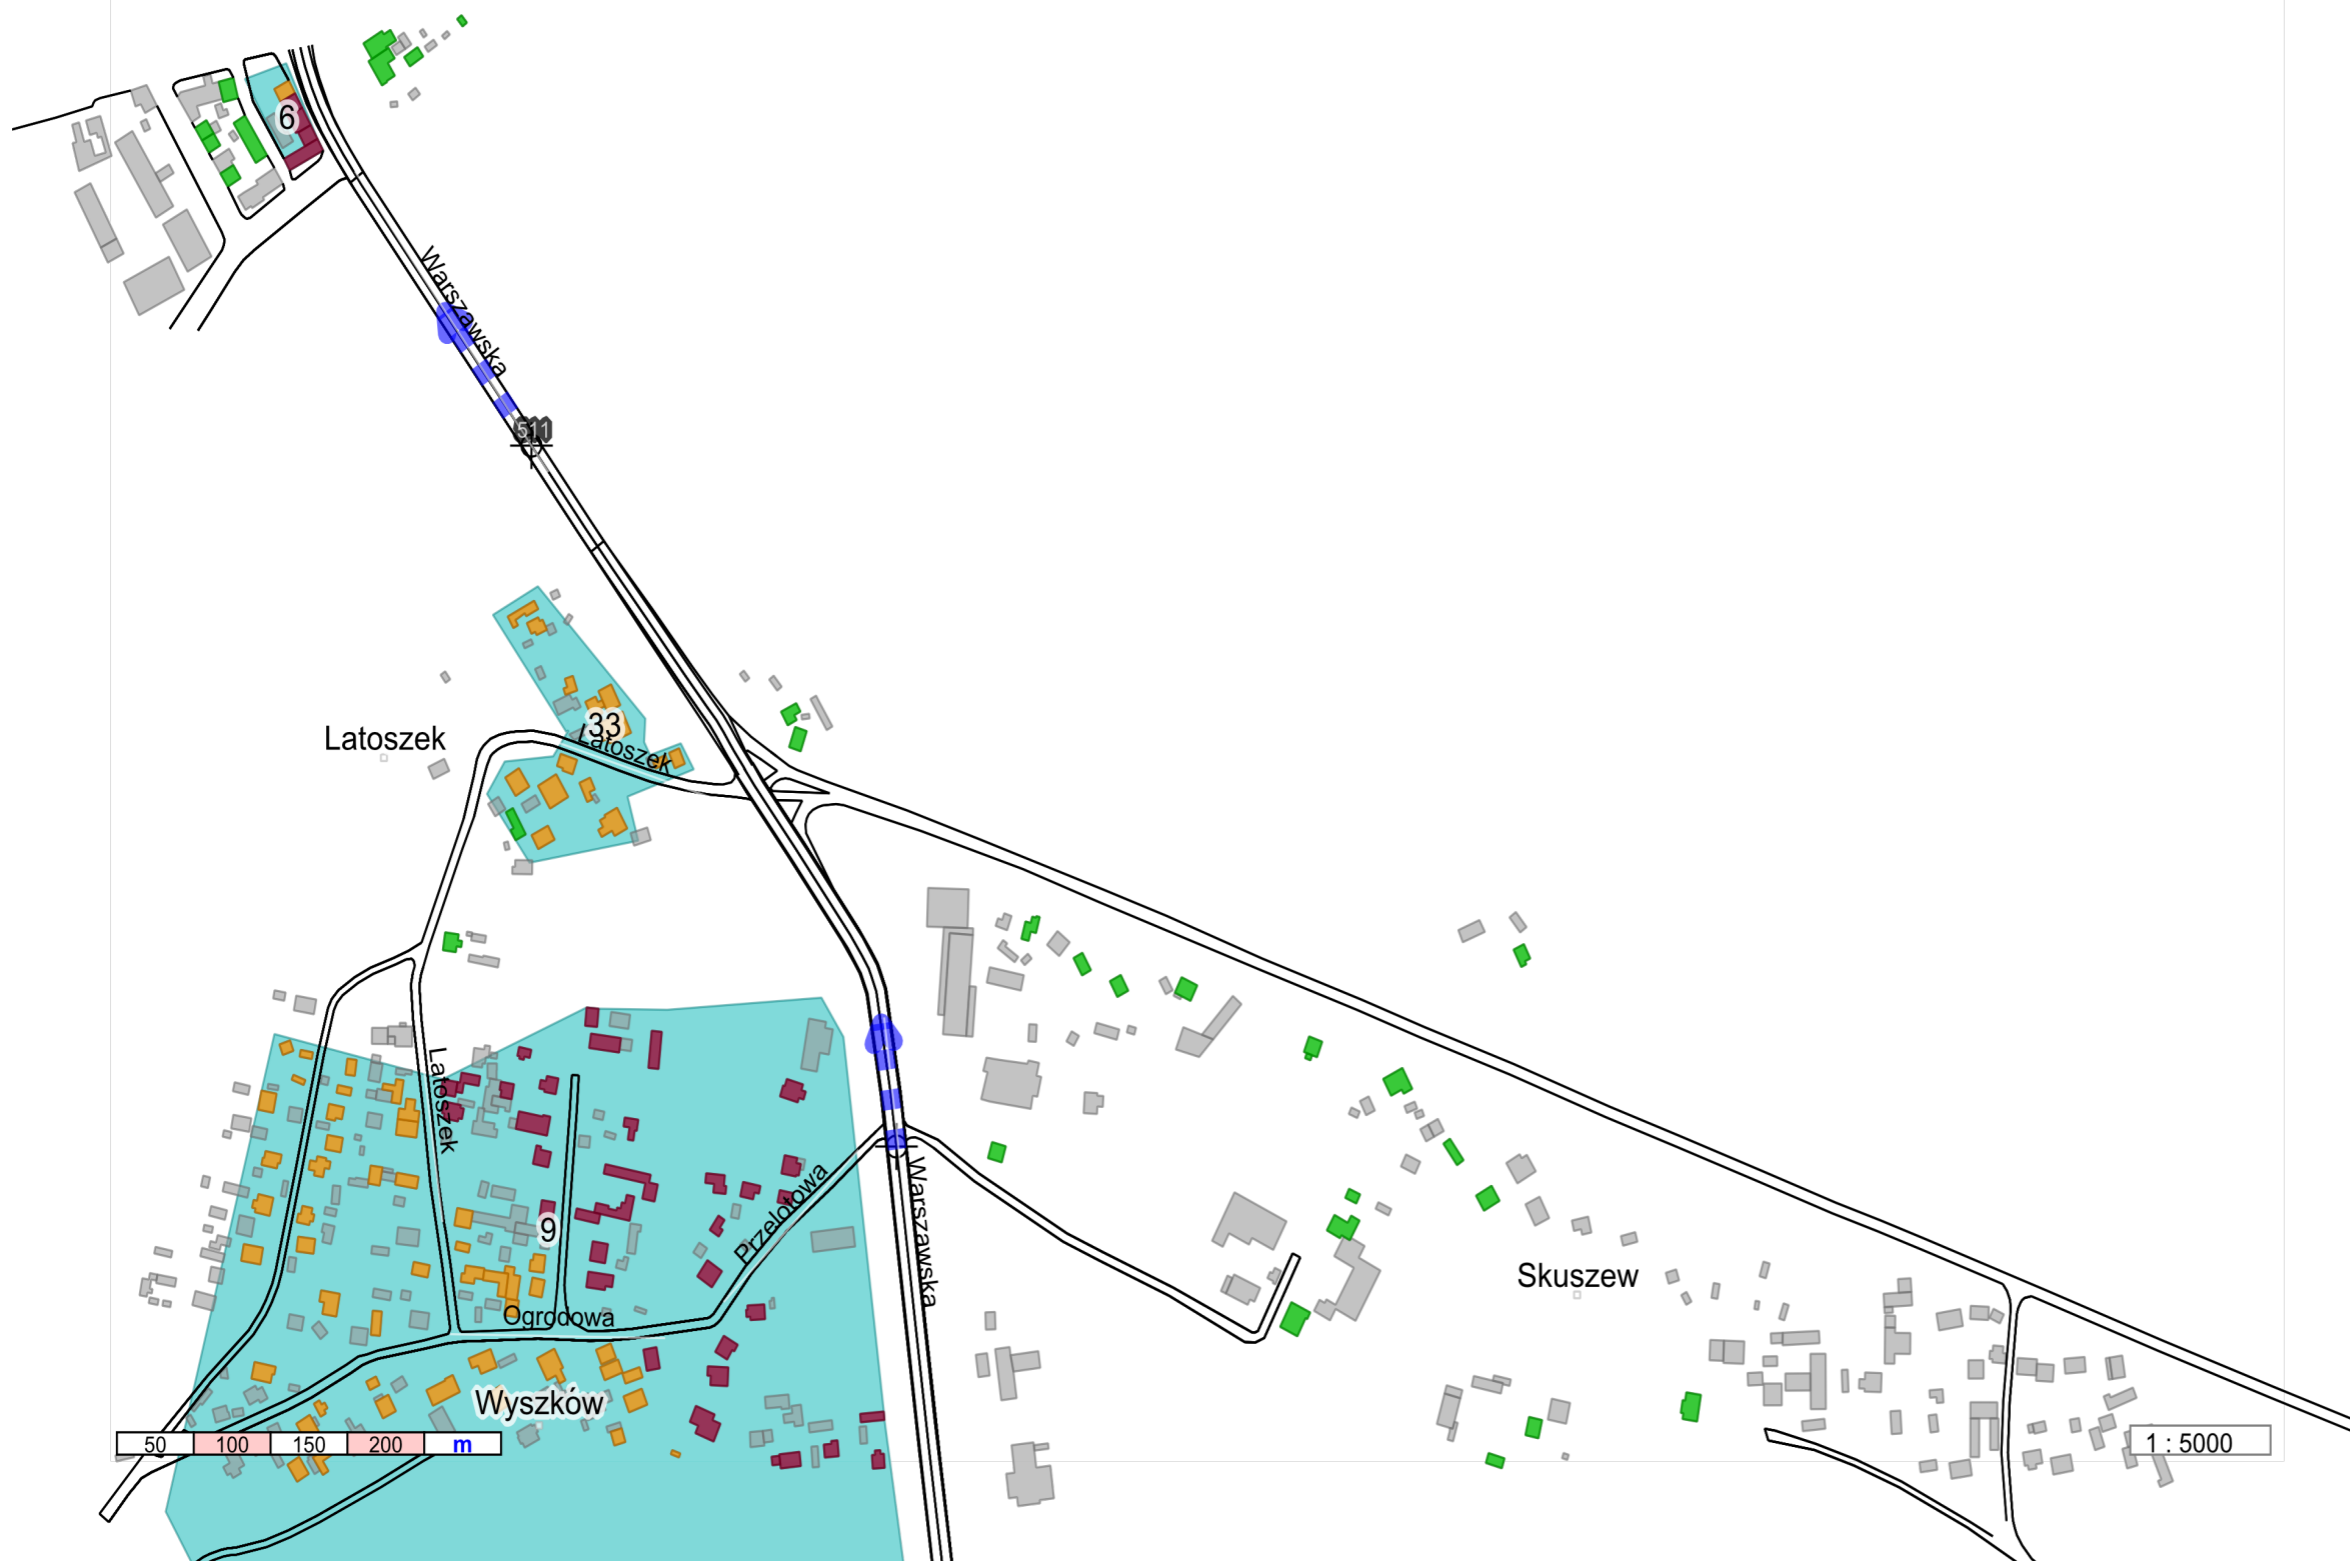 6
Warszawska
511
33
Latoszek
Latoszek
Latoszek
Warszawska
Przelotowa
9
Skuszew
Ogrodowa
Wyszków
50 100 150 200 m
1 : 5000